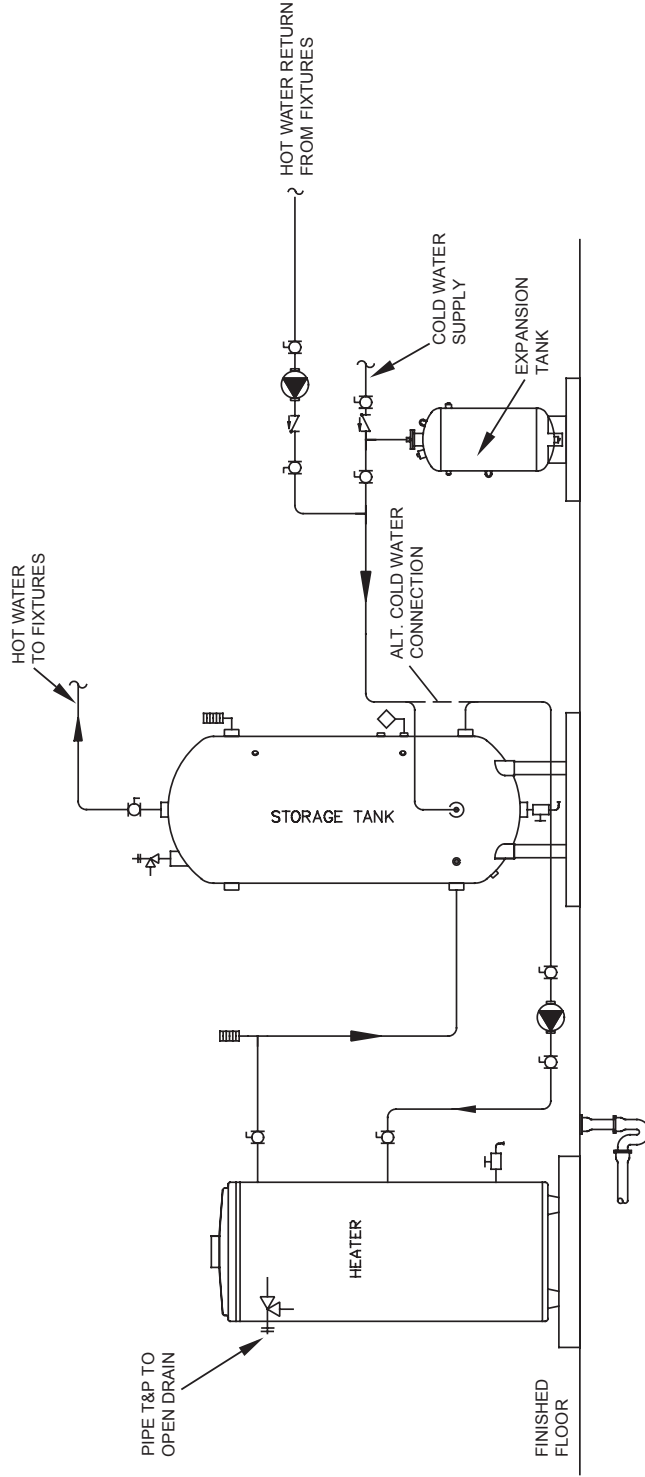 PIPE T&P TO
OPEN DRAIN
HEATER
FINISHED
FLOOR
HOT WATER
TO FIXTURES
STORAGE TANK
ALT. COLD WATER
CONNECTION
COLD WATER
SUPPLY
EXPANSION
TANK
HOT WATER RETURN
FROM FIXTURES